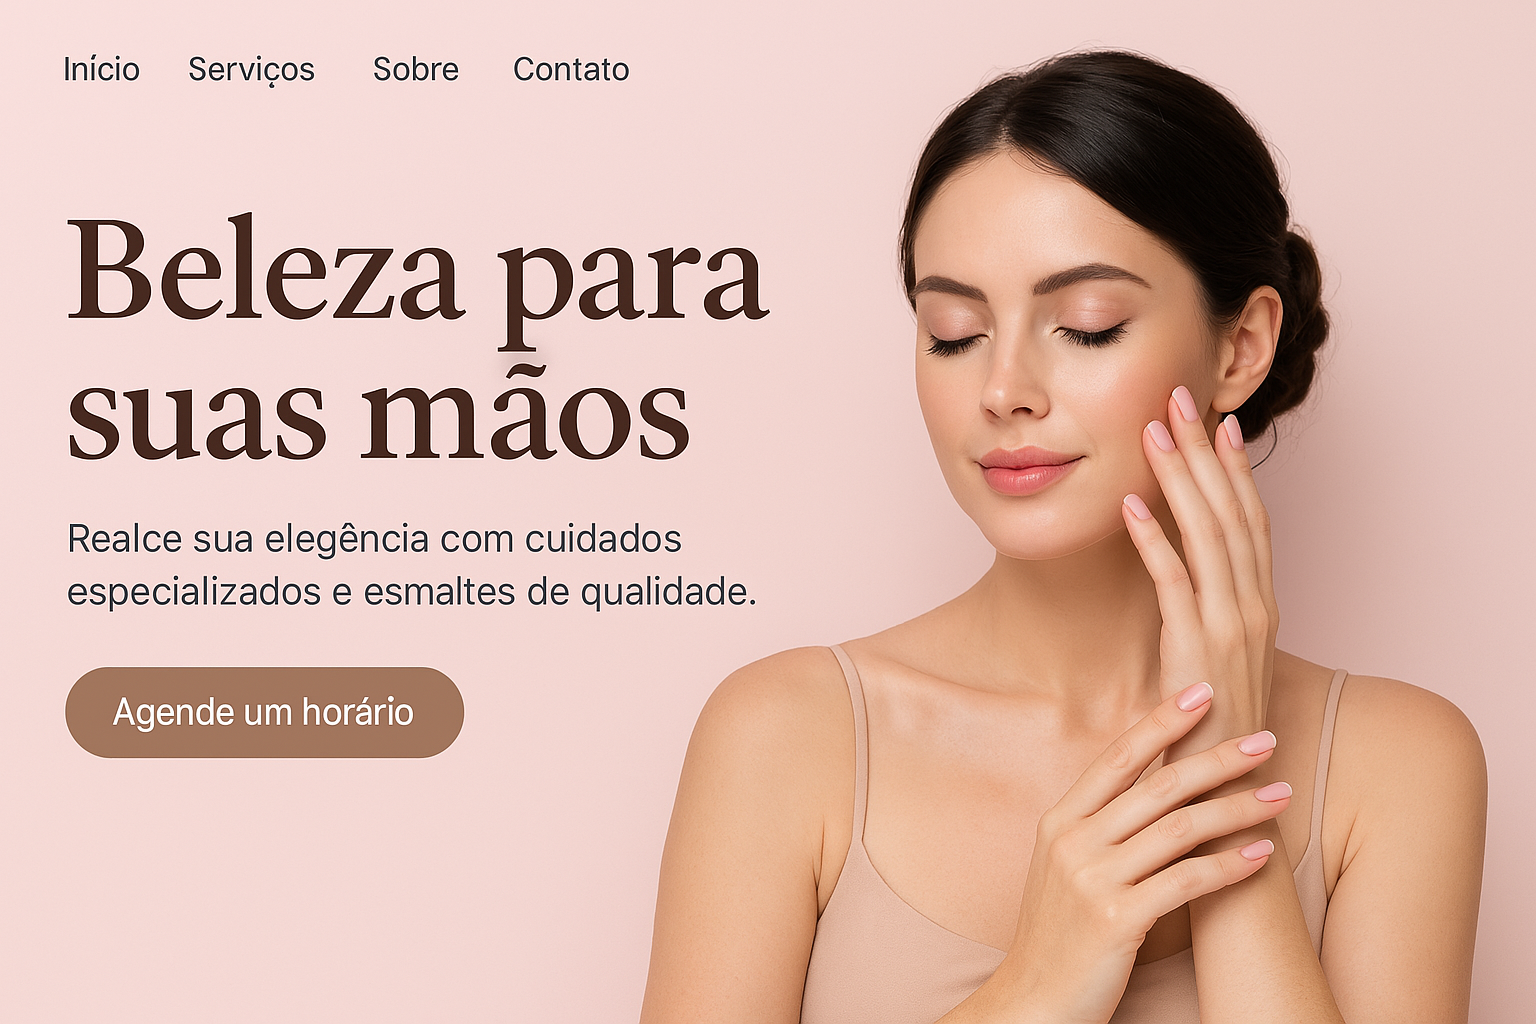 Início Serviços Sobre Contato
Beleza para
suas mãos
Realce sua elegência com cuidados
especializados e esmaltes de qualidade.
Agende um horário